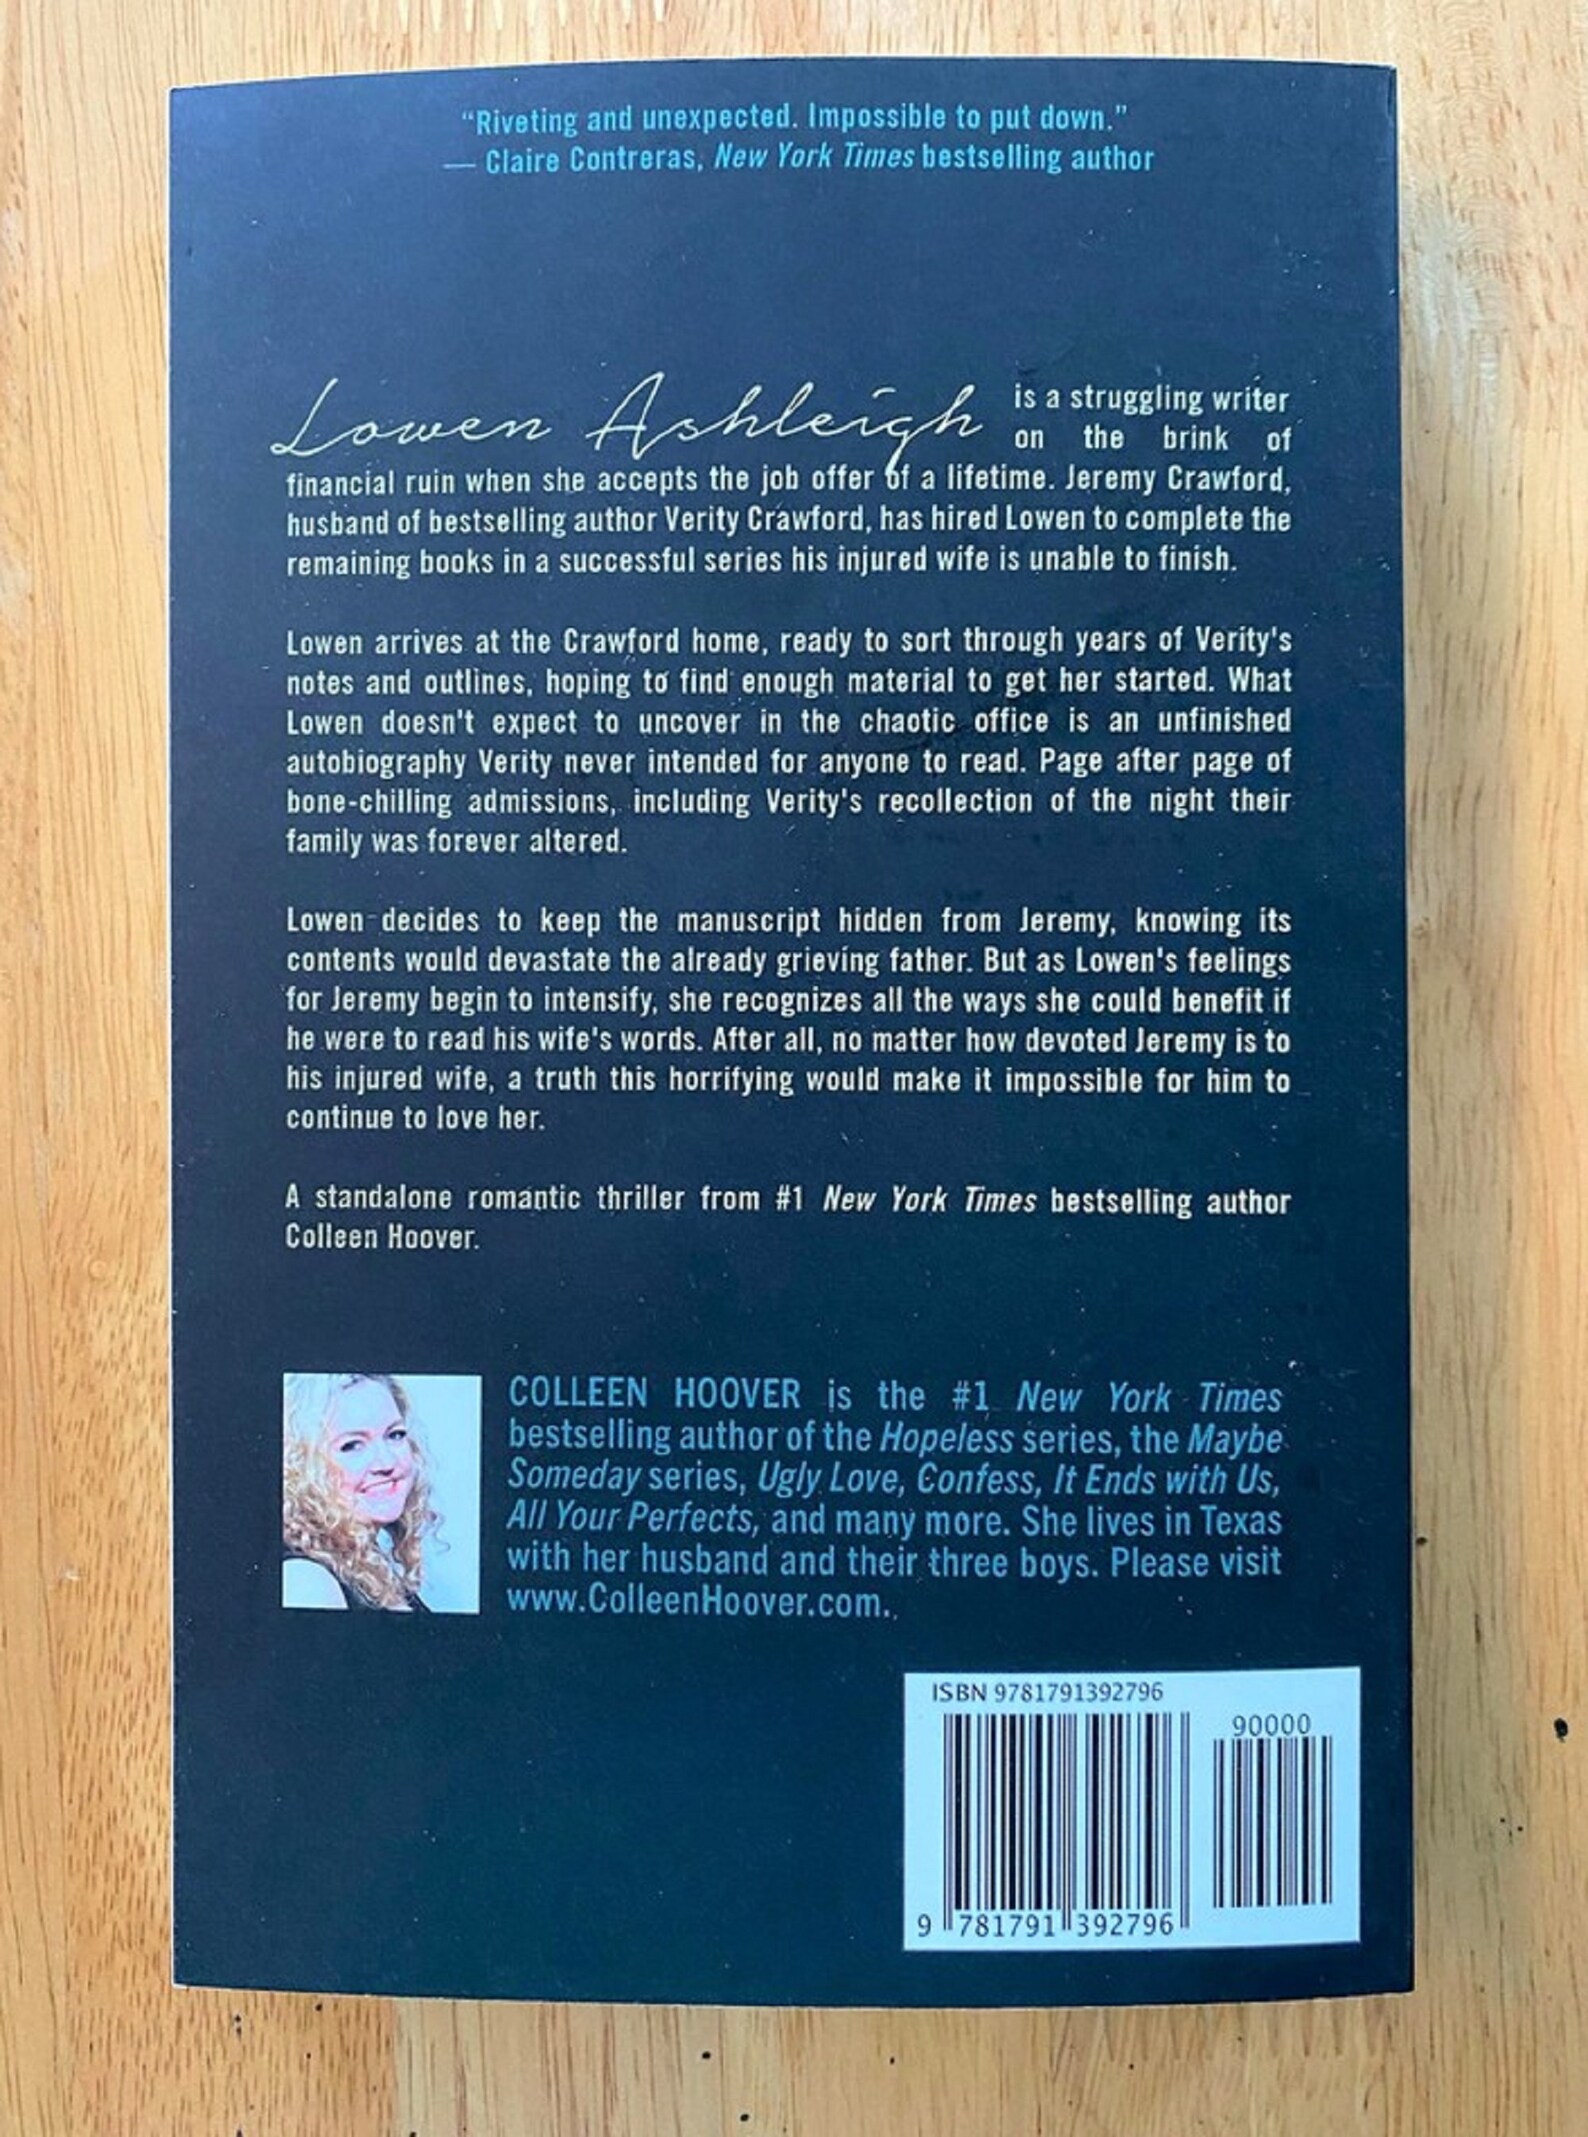 “Riveting and unexpected. Impossible to put down.”
— Claire Contreras, New York Times bestselling author
Lowen Ashleigh is a struggling writer
on the brink of
financial ruin when she accepts the job offer of a lifetime. Jeremy Crawford,
husband of bestselling author Verity Crawford, has hired Lowen to complete the
remaining books in a successful series his injured wife is unable to finish.
Lowen arrives at the Crawford home, ready to sort through years of Verity's
notes and outlines, hoping to find enough material to get her started. What
Lowen doesn't expect to uncover in the chaotic office is an unfinished
autobiography Verity never intended for anyone to read. Page after page of
bone-chilling admissions, including Verity's recollection of the night their
family was forever altered.
Lowen decides to keep the manuscript hidden from Jeremy, knowing its
contents would devastate the already grieving father. But as Lowen's feelings
for Jeremy begin to intensify, she recognizes all the ways she could benefit if
he were to read his wife's words. After all, no matter how devoted Jeremy is to
his injured wife, a truth this horrifying would make it impossible for him to
continue to love her.
A standalone romantic thriller from #1 New York Times bestselling author
Colleen Hoover.
COLLEEN HOOVER is the #1 New York Times
bestselling author of the Hopeless series, the Maybe
Someday series, Ugly Love, Confess, It Ends with Us,
All Your Perfects, and many more. She lives in Texas
with her husband and their three boys. Please visit
www.ColleenHoover.com.
ISBN 9781791392796
90000
9 781791 392796